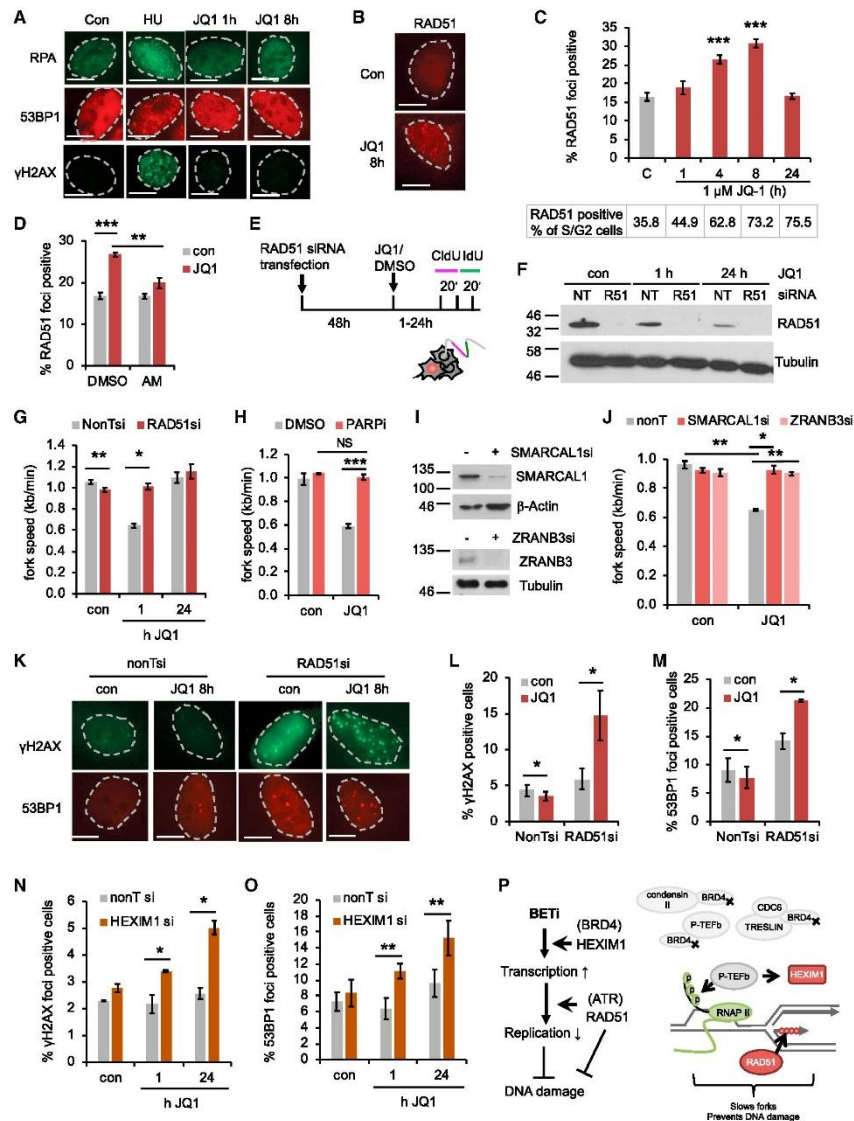 A
Con HU JQ1 1h JQ1 8h
RPA
53BP1
γH2AX
B
RAD51
Con
JQ1
8h
C
% RAD51 foci positive
35
30
25
20
15
10
5
0
***
***
C 1 4 8 24
1 µM JQ-1 (h)
RAD51 positive
% of S/G2 cells
35.8 44.9 62.8 73.2 75.5
D
% RAD51 foci positive
***
**
con
JQ1
20
10
0
DMSO AM
E
RAD51 siRNA
transfection
JQ1/
DMSO
CldU IdU
20' 20'
48h 1-24h
F
con 1 h 24 h JQ1
NT R51 NT R51 NT R51 siRNA
46
32
RAD51
58
46
Tubulin
G
NonTsi RAD51si
fork speed (kb/min)
1.4
1.2
1.0
0.8
0.6
0.4
0.2
0.0
**
*
con 1 24
h JQ1
H
DMSO PARPi
fork speed (kb/min)
1.2
1.0
0.8
0.6
0.4
0.2
0.0
NS
***
con JQ1
I
- + SMARCAL1si
135
100
SMARCAL1
46
β-Actin
- + ZRANB3si
135
ZRANB3
46
Tubulin
J
nonT SMARCAL1si ZRANB3si
fork speed (kb/min)
1.0
0.8
0.6
0.4
0.2
0.0
**
*
**
con JQ1
K
nonTsi RAD51si
con JQ1 8h con JQ1 8h
γH2AX
53BP1
L
% γH2AX positive cells
con
JQ1
20
15
10
5
0
*
*
NonTsi RAD51si
M
% 53BP1 foci positive cells
con
JQ1
25
20
15
10
5
0
*
*
NonTsi RAD51si
N
% γH2AX foci positive cells
nonT si
HEXIM1 si
6
4
2
0
*
*
con 1 24
h JQ1
O
% 53BP1 foci positive cells
nonT si
HEXIM1 si
18
16
14
12
10
8
6
4
2
0
**
**
con 1 24
h JQ1
P
BETi
(BRD4)
HEXIM1
Transcription ↑
(ATR)
RAD51
Replication ↓
DNA damage
condensin
II
BRD4
P-TEFb
BRD4
CDC6
TRESLIN
BRD4
P-TEFb
HEXIM1
P
P
P
RNAP II
RAD51
Slows forks
Prevents DNA damage